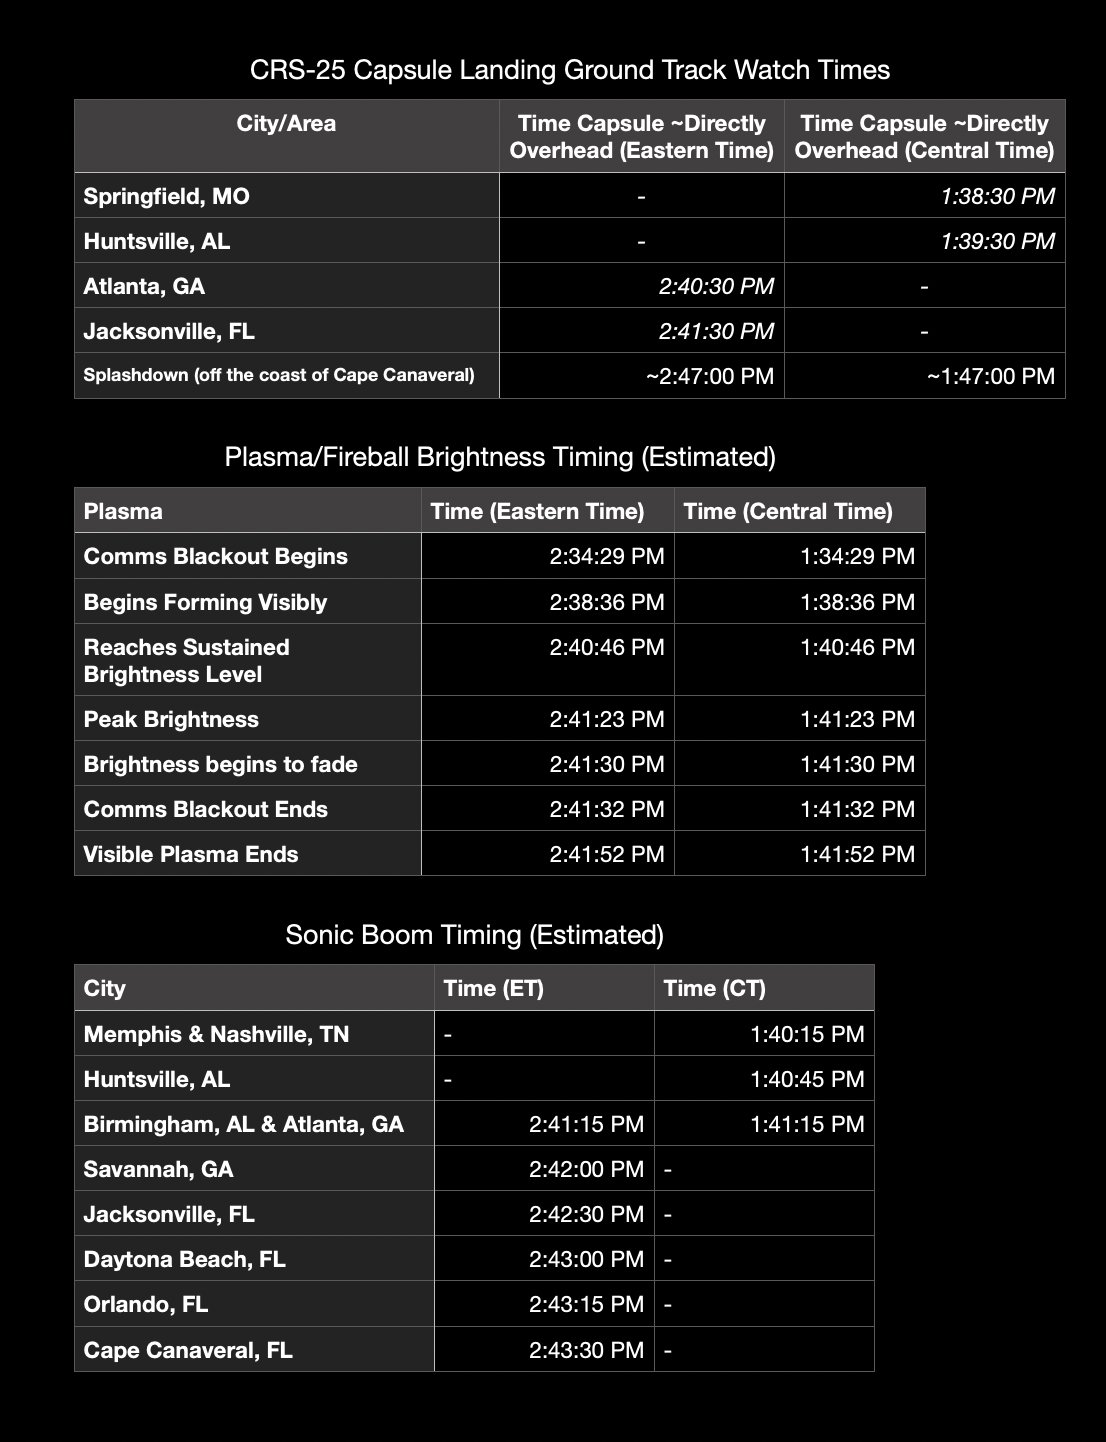 CRS-25 Capsule Landing Ground Track Watch Times
City/Area
Time Capsule ~Directly
Overhead (Eastern Time)
Time Capsule ~Directly
Overhead (Central Time)
Springfield, MO - 1:38:30 PM
Huntsville, AL - 1:39:30 PM
Atlanta, GA 2:40:30 PM -
Jacksonville, FL 2:41:30 PM -
Splashdown (off the coast of Cape Canaveral) ~2:47:00 PM ~1:47:00 PM
Plasma/Fireball Brightness Timing (Estimated)
Plasma Time (Eastern Time) Time (Central Time)
Comms Blackout Begins 2:34:29 PM 1:34:29 PM
Begins Forming Visibly 2:38:36 PM 1:38:36 PM
Reaches Sustained
Brightness Level
2:40:46 PM 1:40:46 PM
Peak Brightness 2:41:23 PM 1:41:23 PM
Brightness begins to fade 2:41:30 PM 1:41:30 PM
Comms Blackout Ends 2:41:32 PM 1:41:32 PM
Visible Plasma Ends 2:41:52 PM 1:41:52 PM
Sonic Boom Timing (Estimated)
City Time (ET) Time (CT)
Memphis & Nashville, TN - 1:40:15 PM
Huntsville, AL - 1:40:45 PM
Birmingham, AL & Atlanta, GA 2:41:15 PM 1:41:15 PM
Savannah, GA 2:42:00 PM -
Jacksonville, FL 2:42:30 PM -
Daytona Beach, FL 2:43:00 PM -
Orlando, FL 2:43:15 PM -
Cape Canaveral, FL 2:43:30 PM -